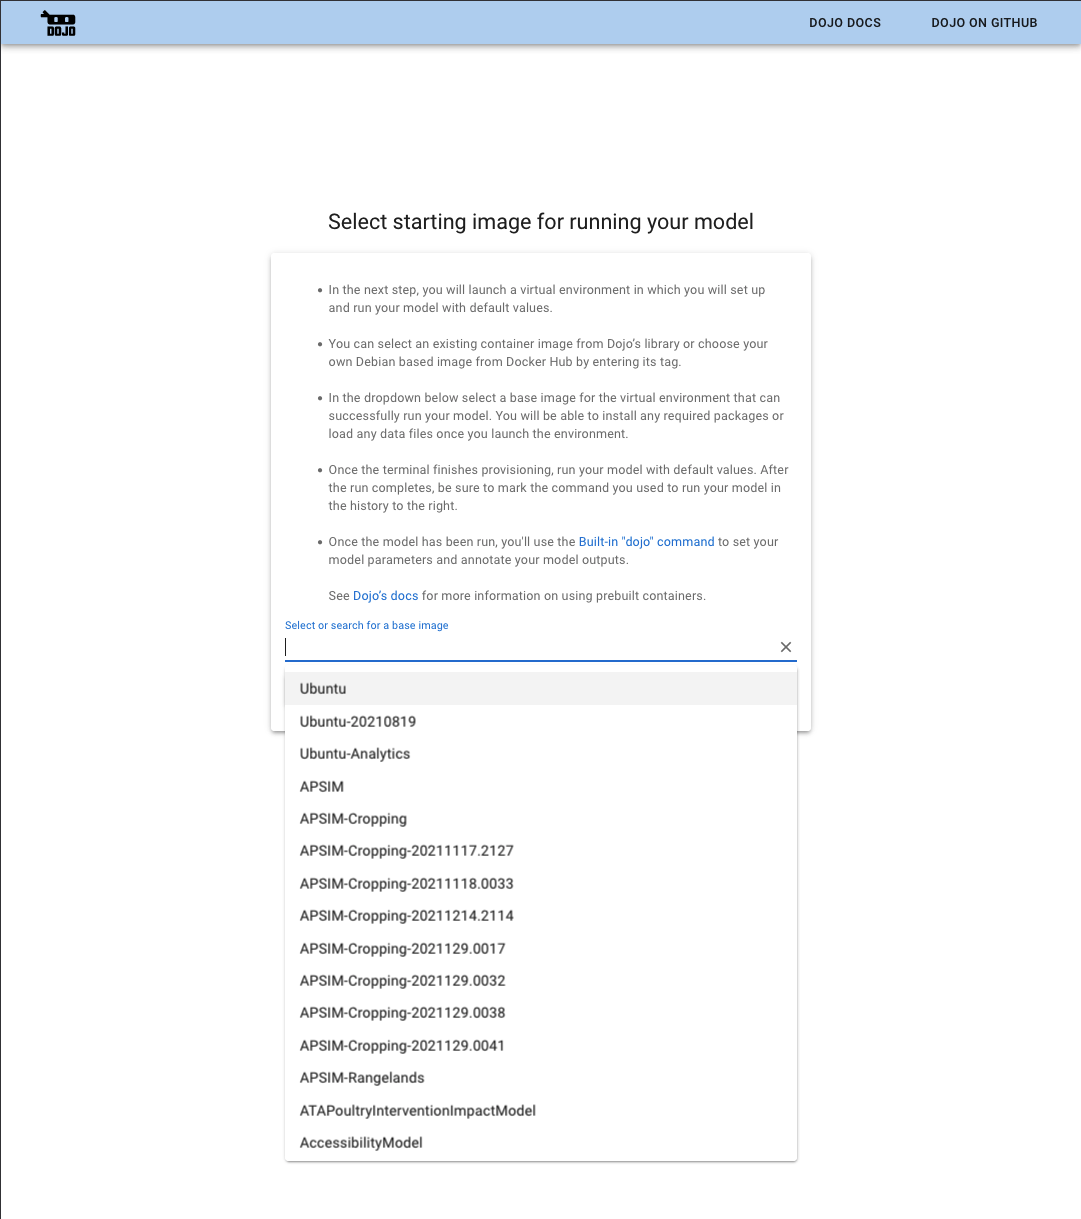 DOJO
DOJO DOCS
DOJO ON GITHUB
Select starting image for running your model
• In the next step, you will launch a virtual environment in which you will set up
and run your model with default values.
• You can select an existing container image from Dojo's library or choose your
own Debian based image from Docker Hub by entering its tag.
• In the dropdown below select a base image for the virtual environment that can
successfully run your model. You will be able to install any required packages or
load any data files once you launch the environment.
• Once the terminal finishes provisioning, run your model with default values. After
the run completes, be sure to mark the command you used to run your model in
the history to the right.
• Once the model has been run, you'll use the Built-in "dojo" command to set your
model parameters and annotate your model outputs.
See Dojo's docs for more information on using prebuilt containers.
Select or search for a base image
Ubuntu
Ubuntu-20210819
Ubuntu-Analytics
APSIM
APSIM-Cropping
APSIM-Cropping-20211117.2127
APSIM-Cropping-20211118.0033
APSIM-Cropping-20211214.2114
APSIM-Cropping-2021129.0017
APSIM-Cropping-2021129.0032
APSIM-Cropping-2021129.0038
APSIM-Cropping-2021129.0041
APSIM-Rangelands
ATAPoultryInterventionImpactModel
AccessibilityModel